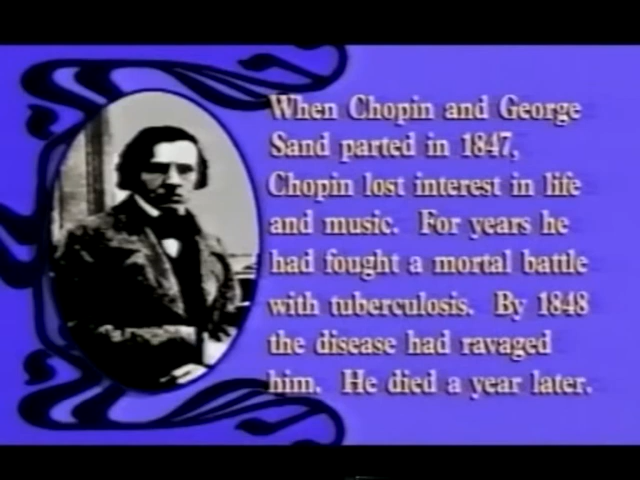 When Chopin and George
Sand parted in 1847,
Chopin lost interest in life
and music. For years he
had fought a mortal battle
with tuberculosis. By 1848
the disease had ravaged
him. He died a year later.